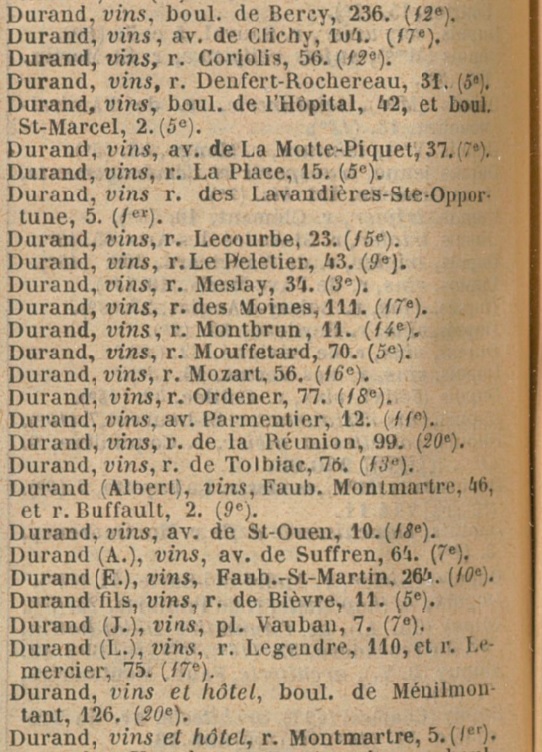 Durand, vins, boul. de Bercy, 236. (12e).
Durand, vins, av. de Clichy, 104. (17e).
Durand, vins, r. Coriolis, 56. (12e).
Durand, vins, r. Denfert-Rochereau, 31. (5e).
Durand, vins, boul. de l'Hôpital, 42, et boul.
St-Marcel, 2. (5e).
Durand, vins, av. de La Motte-Piquet, 37. (7e).
Durand, vins, r. La Place, 15. (5e).
Durand, vins r. des Lavandières-Ste-Oppor-
tune, 5. (1er).
Durand, vins, r. Lecourbe, 23. (15e).
Durand, vins, r. Le Peletier, 43. (9e).
Durand, vins, r. Meslay, 34. (3e).
Durand, vins, r. des Moines, 111. (17e).
Durand, vins, r. Montbrun, 11. (14e).
Durand, vins, r. Mouffetard, 70. (5e).
Durand, vins, r. Mozart, 56. (16e).
Durand, vins, r. Ordener, 77. (18e).
Durand, vins, av. Parmentier, 12. (11e).
Durand, vins, r. de la Réunion, 99. (20e).
Durand, vins, r. de Tolbiac, 76. (13e).
Durand (Albert), vins, Faub. Montmartre, 46,
et r. Buffault, 2. (9e).
Durand, vins, av. de St-Ouen, 10. (18e).
Durand (A.), vins, av. de Suffren, 64. (7e).
Durand (E.), vins, Faub.-St-Martin, 264. (10e).
Durand fils, vins, r. de Bièvre, 11. (5e).
Durand (J.), vins, pl. Vauban, 7. (7e).
Durand (L.), vins, r. Legendre, 110, et r. Le-
mercier, 75. (17e).
Durand, vins et hôtel, boul. de Ménilmon-
tant, 126. (20e).
Durand, vins et hôtel, r. Montmartre, 5. (1er).